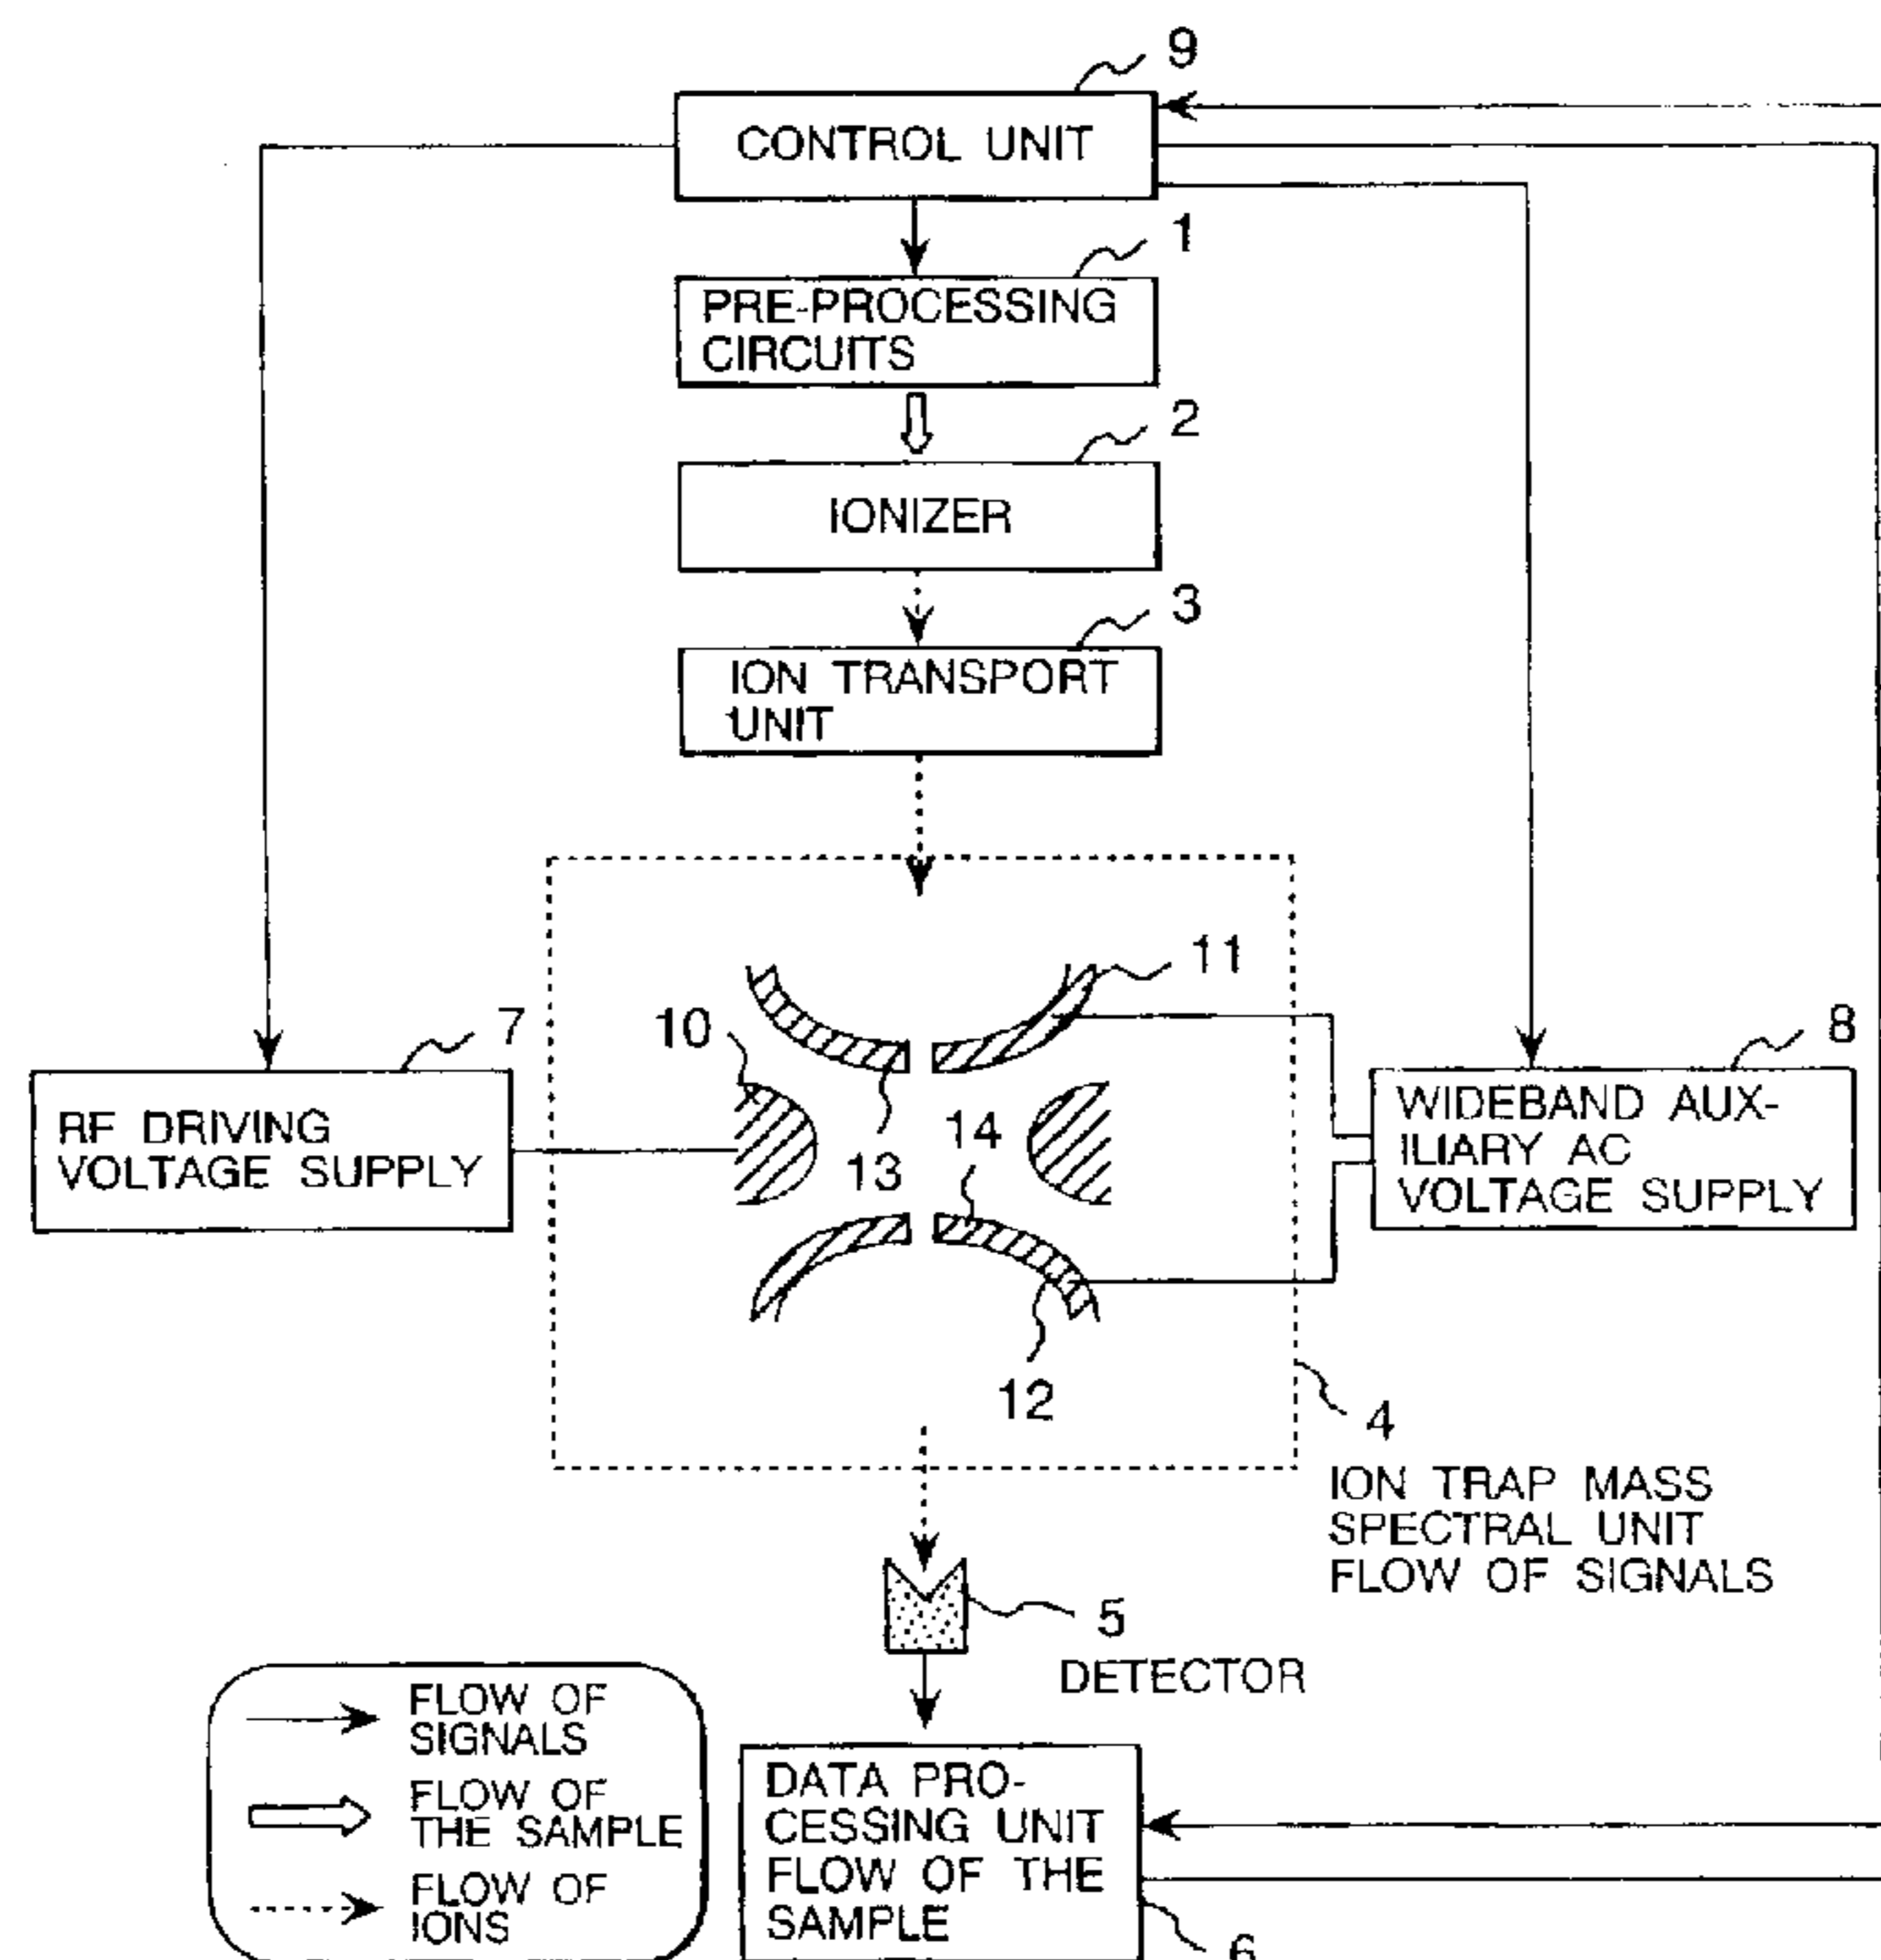 9
CONTROL UNIT
1
PRE-PROCESSING
CIRCUITS
2
IONIZER
3
ION TRANSPORT
UNIT
11
10
7
8
RF DRIVING
VOLTAGE SUPPLY
13
14
WIDEBAND AUX-
ILIARY AC
VOLTAGE SUPPLY
12
4
ION TRAP MASS
SPECTRAL UNIT
FLOW OF SIGNALS
5
DETECTOR
FLOW OF
SIGNALS
FLOW OF
THE SAMPLE
FLOW OF
IONS
DATA PRO-
CESSING UNIT
FLOW OF THE
SAMPLE
6